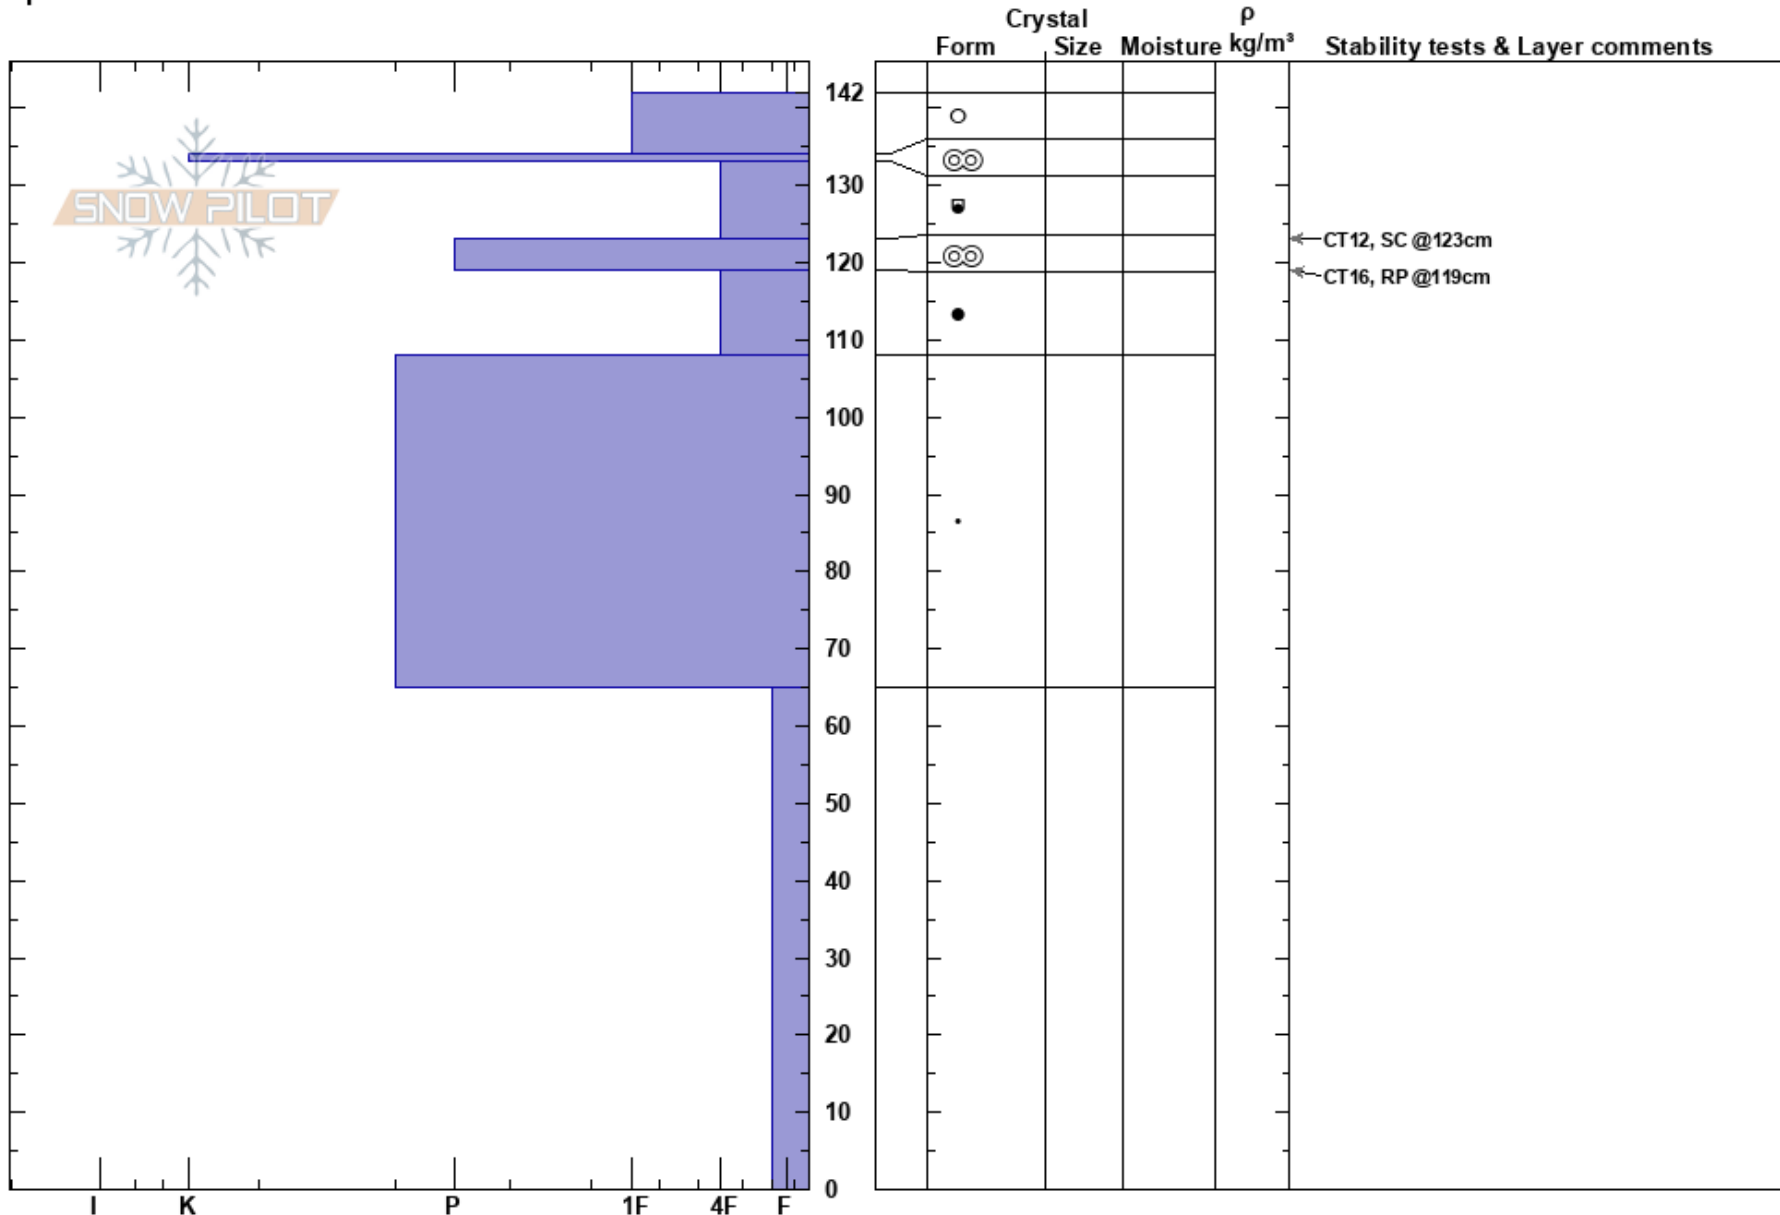 Crystal ρ
Form Size Moisture kg/m³ Stability tests & Layer comments
142
SNOW PILOT
130
CT12, SC @123cm
120
CT16, RP @119cm
110
100
90
80
70
60
50
40
30
20
10
0
I K P 1F 4F F